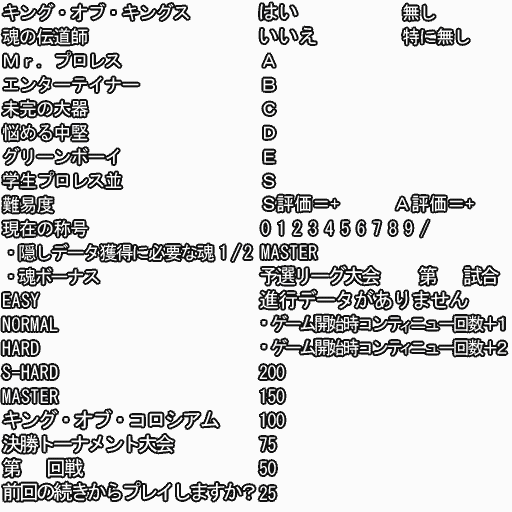 キング・オブ・キングス はい 無し
魂の伝道師 いいえ 特に無し
Ｍｒ．プロレス Ａ
エンターテイナー Ｂ
未完の大器 Ｃ
悩める中堅 Ｄ
グリーンボーイ Ｅ
学生プロレス並 Ｓ
難易度 Ｓ評価＝+ Ａ評価＝+
現在の称号 ０１２３４５６７８９/
・隠しデータ獲得に必要な魂１/２ MASTER
・魂ボーナス 予選リーグ大会 第 試合
EASY 進行データがありません
NORMAL ・ゲーム開始時コンティニュー回数＋１
HARD ・ゲーム開始時コンティニュー回数＋２
S-HARD 200
MASTER 150
キング・オブ・コロシアム 100
決勝トーナメント大会 75
第 回戦 50
前回の続きからプレイしますか？ 25